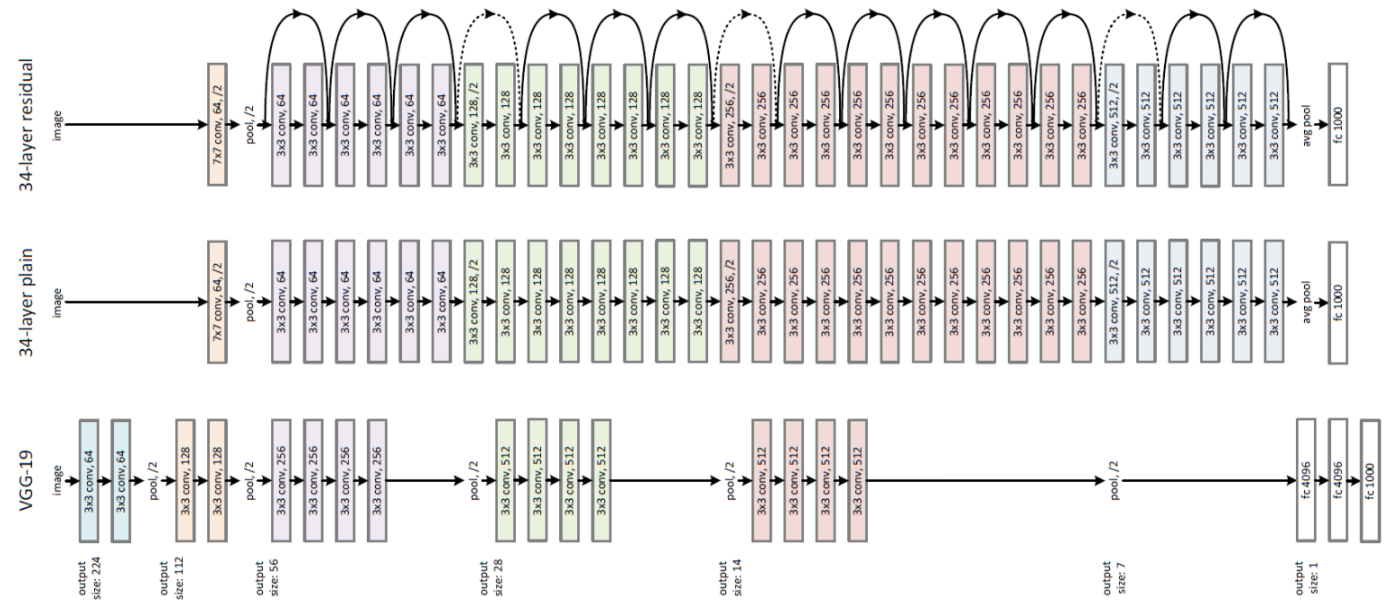 34-layer residual
image
7x7 conv, 64, /2
pool, /2
3x3 conv, 64
3x3 conv, 64
3x3 conv, 64
3x3 conv, 64
3x3 conv, 64
3x3 conv, 64
3x3 conv, 128, /2
3x3 conv, 128
3x3 conv, 128
3x3 conv, 128
3x3 conv, 128
3x3 conv, 128
3x3 conv, 128
3x3 conv, 128
3x3 conv, 256, /2
3x3 conv, 256
3x3 conv, 256
3x3 conv, 256
3x3 conv, 256
3x3 conv, 256
3x3 conv, 256
3x3 conv, 256
3x3 conv, 256
3x3 conv, 256
3x3 conv, 256
3x3 conv, 256
3x3 conv, 512, /2
3x3 conv, 512
3x3 conv, 512
3x3 conv, 512
3x3 conv, 512
3x3 conv, 512
avg pool
fc 1000
34-layer plain
image
7x7 conv, 64, /2
pool, /2
3x3 conv, 64
3x3 conv, 64
3x3 conv, 64
3x3 conv, 64
3x3 conv, 64
3x3 conv, 64
3x3 conv, 128, /2
3x3 conv, 128
3x3 conv, 128
3x3 conv, 128
3x3 conv, 128
3x3 conv, 128
3x3 conv, 128
3x3 conv, 128
3x3 conv, 256, /2
3x3 conv, 256
3x3 conv, 256
3x3 conv, 256
3x3 conv, 256
3x3 conv, 256
3x3 conv, 256
3x3 conv, 256
3x3 conv, 256
3x3 conv, 256
3x3 conv, 256
3x3 conv, 256
3x3 conv, 512, /2
3x3 conv, 512
3x3 conv, 512
3x3 conv, 512
3x3 conv, 512
3x3 conv, 512
avg pool
fc 1000
VGG-19
image
3x3 conv, 64
3x3 conv, 64
pool, /2
3x3 conv, 128
3x3 conv, 128
pool, /2
3x3 conv, 256
3x3 conv, 256
3x3 conv, 256
3x3 conv, 256
pool, /2
3x3 conv, 512
3x3 conv, 512
3x3 conv, 512
3x3 conv, 512
pool, /2
3x3 conv, 512
3x3 conv, 512
3x3 conv, 512
3x3 conv, 512
pool, /2
fc 4096
fc 4096
fc 1000
output
size: 224
output
size: 112
output
size: 56
output
size: 28
output
size: 14
output
size: 7
output
size: 1